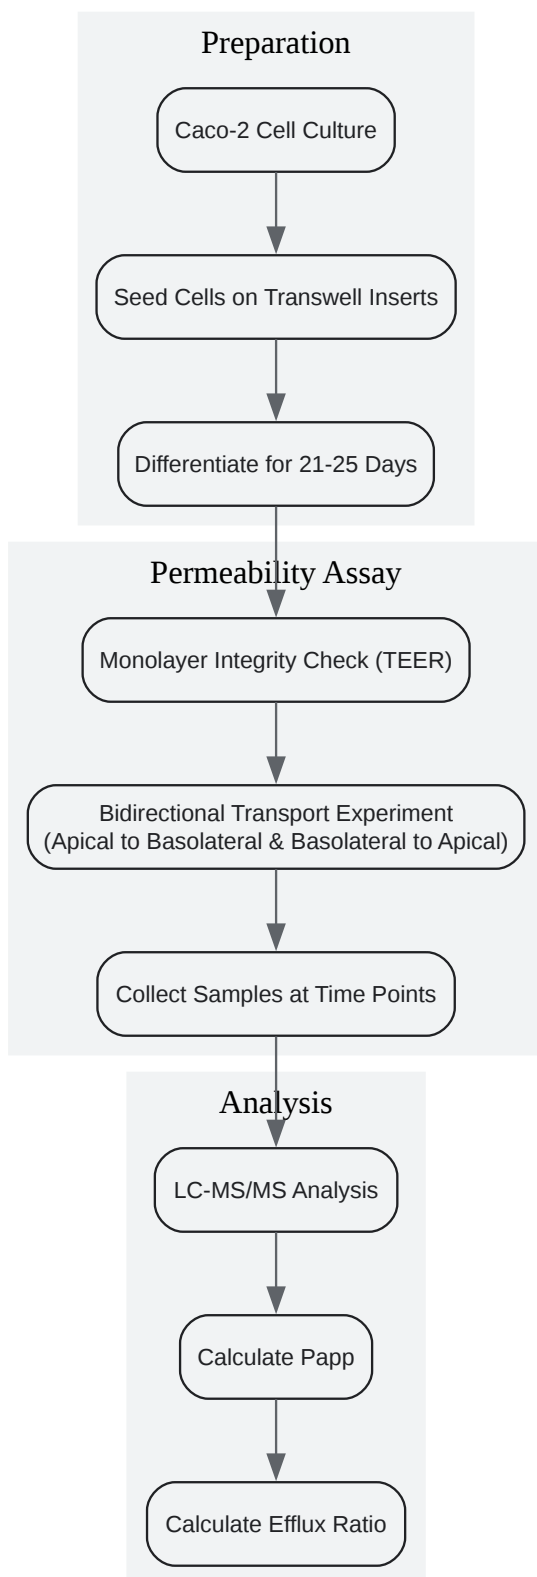 Preparation
Caco-2 Cell Culture
Seed Cells on Transwell Inserts
Differentiate for 21-25 Days
Permeability Assay
Monolayer Integrity Check (TEER)
Bidirectional Transport Experiment
(Apical to Basolateral & Basolateral to Apical)
Collect Samples at Time Points
Analysis
LC-MS/MS Analysis
Calculate Papp
Calculate Efflux Ratio